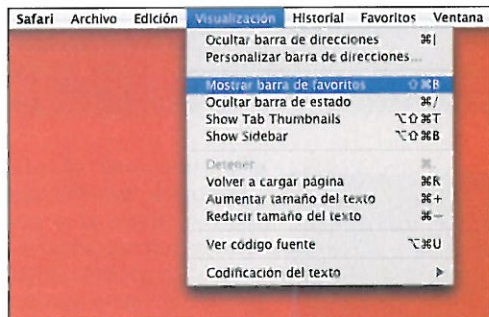 Safari Archivo Edición Visualización Historial Favoritos Ventana
Ocultar barra de direcciones ⌘|
Personalizar barra de direcciones...
Mostrar barra de favoritos ⇧⌘B
Ocultar barra de estado ⌘/
Show Tab Thumbnails ⌥⇧⌘T
Show Sidebar ⌥⇧⌘B
Detener ⌘.
Volver a cargar página ⌘R
Aumentar tamaño del texto ⌘+
Reducir tamaño del texto ⌘−
Ver código fuente ⌥⌘U
Codificación del texto ▶